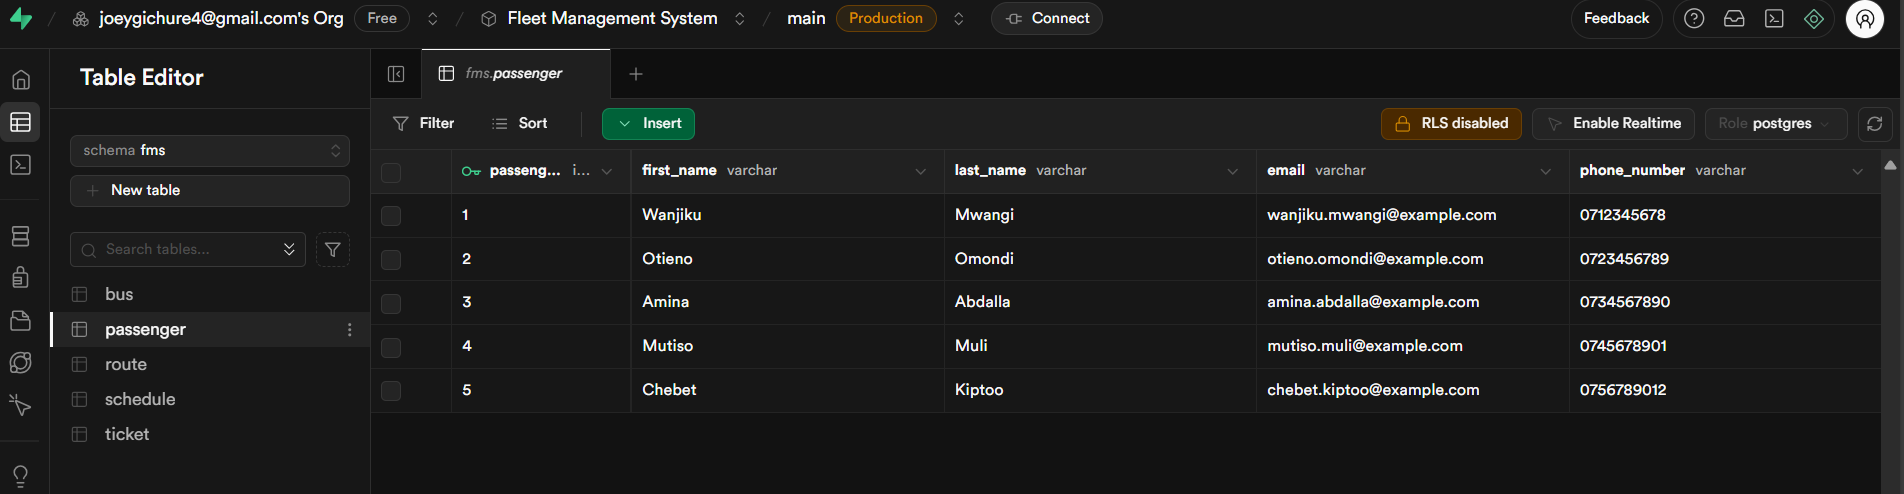 joeygichure4@gmail.com's Org Free Fleet Management System main Production Connect Feedback
Table Editor
fms.passenger
Filter Sort Insert RLS disabled Enable Realtime Role postgres
schema fms
New table
Search tables...
bus
passenger
route
schedule
ticket
passeng... i... first_name varchar last_name varchar email varchar phone_number varchar
1 Wanjiku Mwangi wanjiku.mwangi@example.com 0712345678
2 Otieno Omondi otieno.omondi@example.com 0723456789
3 Amina Abdalla amina.abdalla@example.com 0734567890
4 Mutiso Muli mutiso.muli@example.com 0745678901
5 Chebet Kiptoo chebet.kiptoo@example.com 0756789012